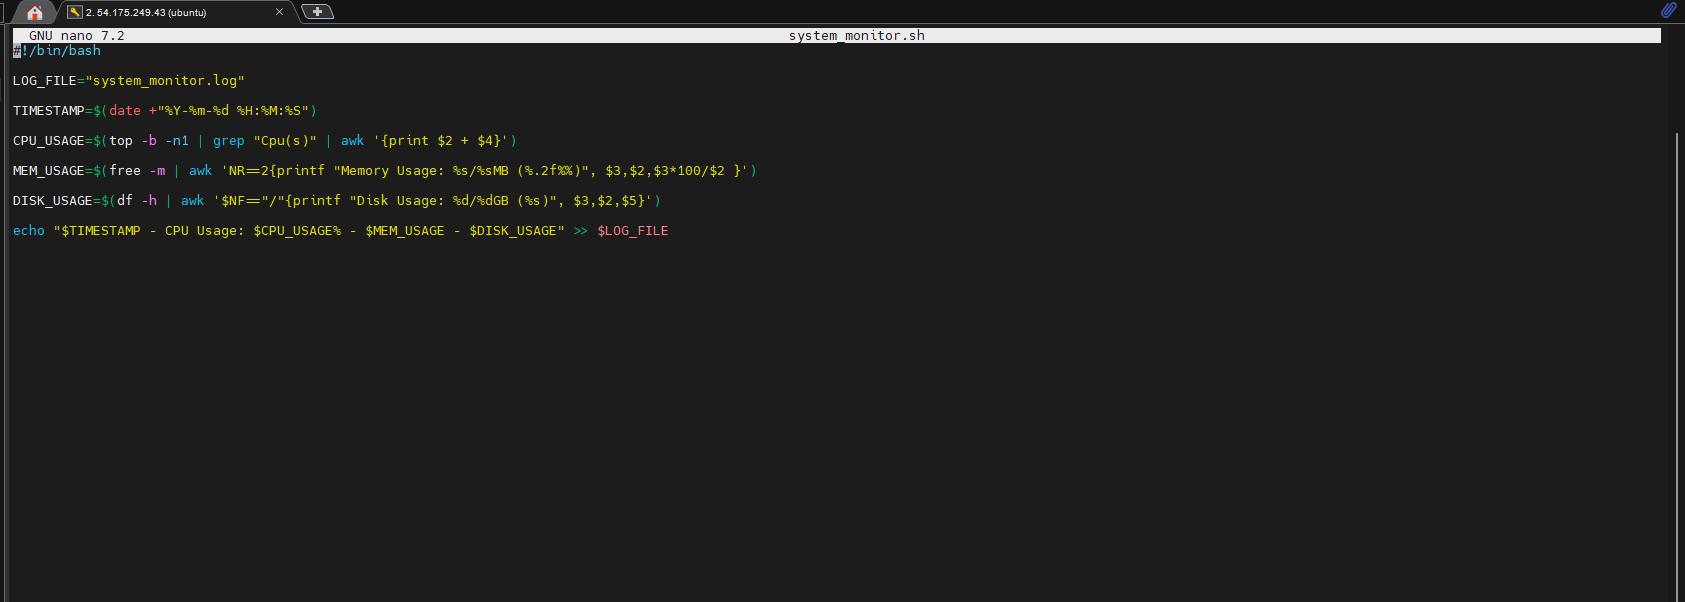 2. 54.175.249.43 (ubuntu)
GNU nano 7.2 system_monitor.sh
#!/bin/bash
LOG_FILE="system_monitor.log"
TIMESTAMP=$(date +"%Y-%m-%d %H:%M:%S")
CPU_USAGE=$(top -b -n1 | grep "Cpu(s)" | awk '{print $2 + $4}')
MEM_USAGE=$(free -m | awk 'NR==2{printf "Memory Usage: %s/%sMB (%.2f%%)", $3,$2,$3*100/$2 }')
DISK_USAGE=$(df -h | awk '$NF=="/"{printf "Disk Usage: %d/%dGB (%s)", $3,$2,$5}')
echo "$TIMESTAMP - CPU Usage: $CPU_USAGE% - $MEM_USAGE - $DISK_USAGE" >> $LOG_FILE